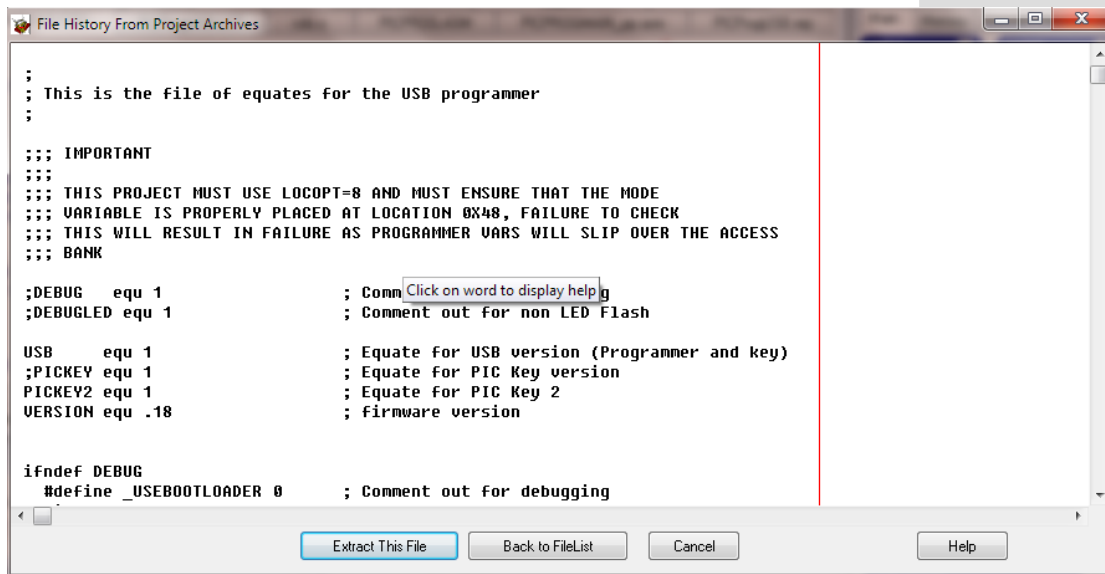 File History From Project Archives
;
; This is the file of equates for the USB programmer
;
;;; IMPORTANT
;;;
;;; THIS PROJECT MUST USE LOCOPT=8 AND MUST ENSURE THAT THE MODE
;;; VARIABLE IS PROPERLY PLACED AT LOCATION 0X48, FAILURE TO CHECK
;;; THIS WILL RESULT IN FAILURE AS PROGRAMMER VARS WILL SLIP OVER THE ACCESS
;;; BANK
;DEBUG equ 1 ; Comm
Click on word to display help
;DEBUGLED equ 1 ; Comment out for non LED Flash
USB equ 1 ; Equate for USB version (Programmer and key)
;PICKEY equ 1 ; Equate for PIC Key version
PICKEY2 equ 1 ; Equate for PIC Key 2
VERSION equ .18 ; firmware version
ifndef DEBUG
#define _USEBOOTLOADER 0 ; Comment out for debugging
Extract This File Back to FileList Cancel Help